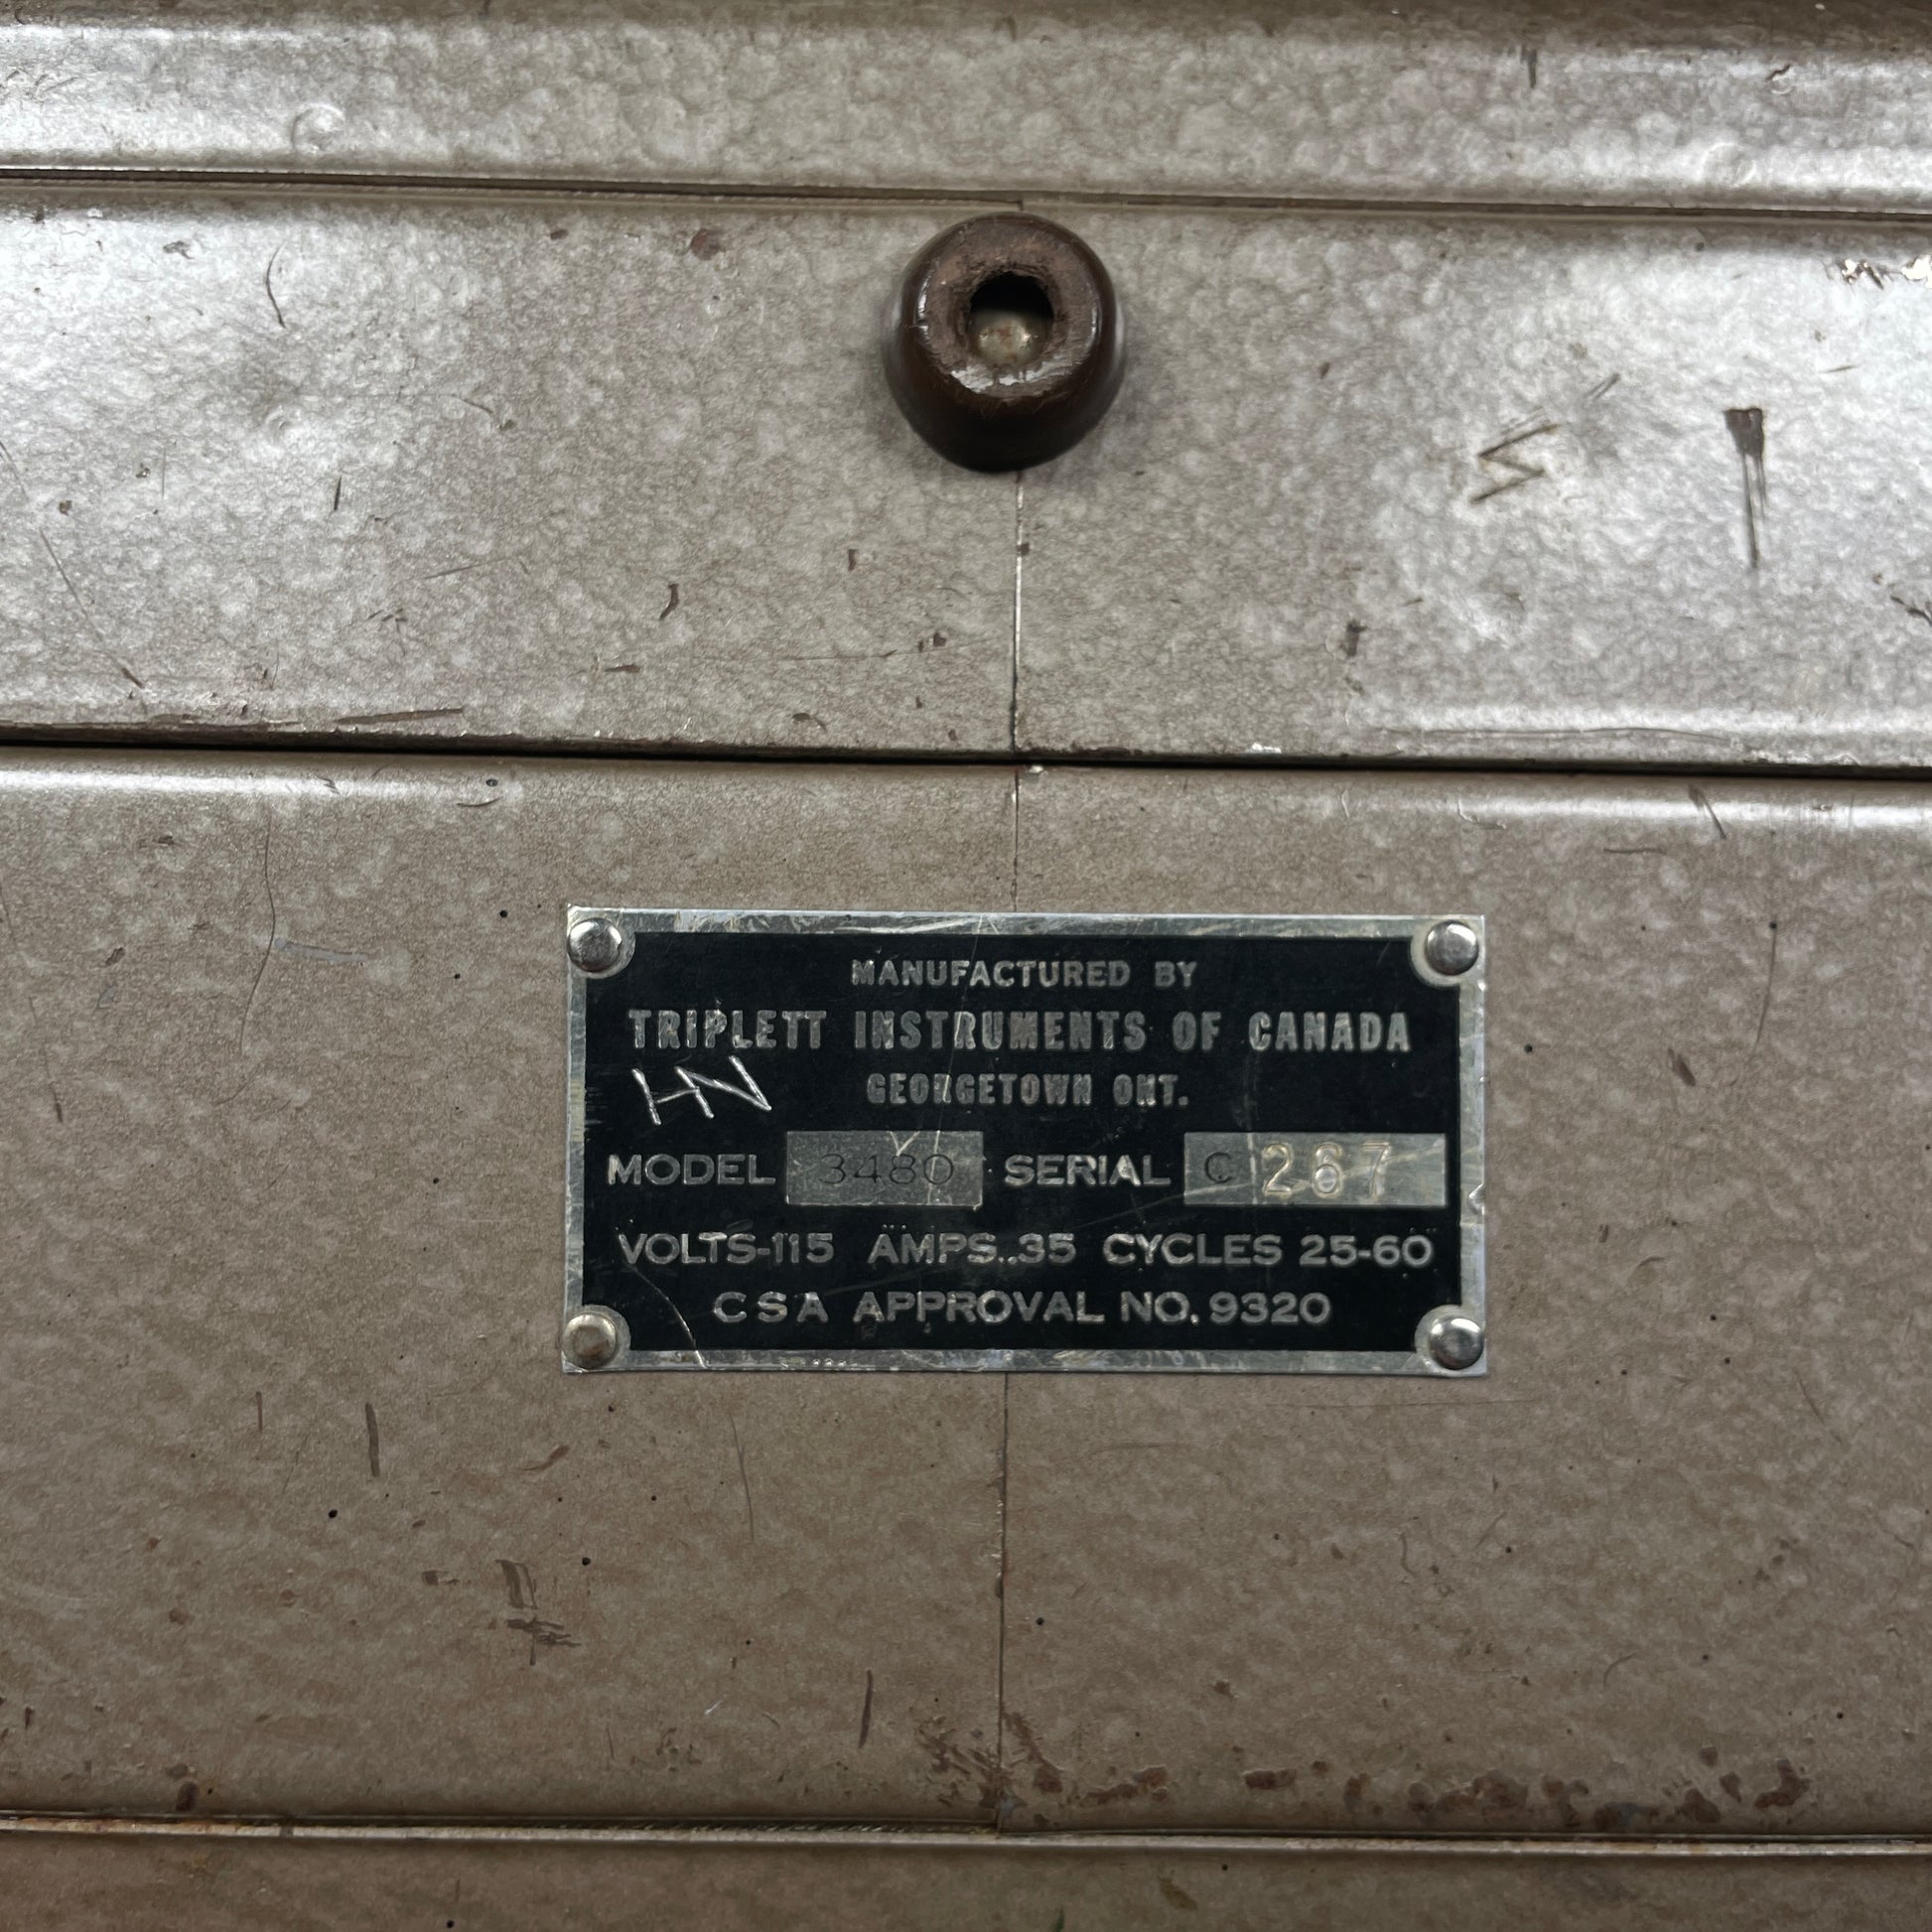 MANUFACTURED BY
TRIPLETT INSTRUMENTS OF CANADA
HN
GEORGETOWN ONT.
MODEL 3480 SERIAL C 267
VOLTS-115 AMPS..35 CYCLES 25-60
CSA APPROVAL NO. 9320